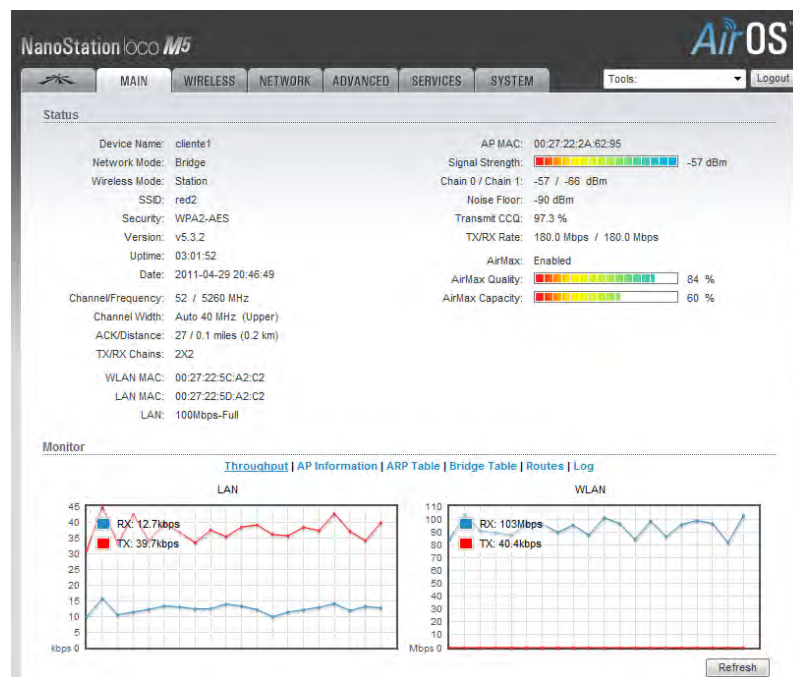 NanoStation loco M5
AirOS™
MAIN WIRELESS NETWORK ADVANCED SERVICES SYSTEM
Tools: Logout
Status
Device Name: cliente1
Network Mode: Bridge
Wireless Mode: Station
SSID: red2
Security: WPA2-AES
Version: v5.3.2
Uptime: 03:01:52
Date: 2011-04-29 20:46:49
Channel/Frequency: 52 / 5260 MHz
Channel Width: Auto 40 MHz (Upper)
ACK/Distance: 27 / 0.1 miles (0.2 km)
TX/RX Chains: 2X2
WLAN MAC: 00:27:22:5C:A2:C2
LAN MAC: 00:27:22:5D:A2:C2
LAN: 100Mbps-Full
AP MAC: 00:27:22:2A:62:95
Signal Strength: -57 dBm
Chain 0 / Chain 1: -57 / -66 dBm
Noise Floor: -90 dBm
Transmit CCQ: 97.3 %
TX/RX Rate: 180.0 Mbps / 180.0 Mbps
AirMax: Enabled
AirMax Quality: 84 %
AirMax Capacity: 60 %
Monitor
Throughput | AP Information | ARP Table | Bridge Table | Routes | Log
LAN
45
40
35
30
25
20
15
10
5
kbps 0
RX: 12.7kbps
TX: 39.7kbps
WLAN
110
100
90
80
70
60
50
40
30
20
10
Mbps 0
RX: 103Mbps
TX: 40.4kbps
Refresh